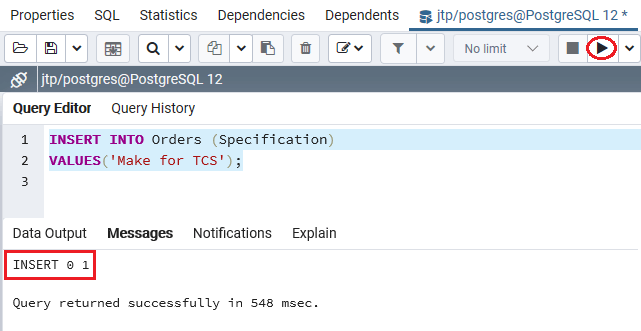 Properties SQL Statistics Dependencies Dependents jtp/postgres@PostgreSQL 12 *
No limit
jtp/postgres@PostgreSQL 12
Query Editor Query History
1 INSERT INTO Orders (Specification)
2 VALUES('Make for TCS');
3
Data Output Messages Notifications Explain
INSERT 0 1
Query returned successfully in 548 msec.